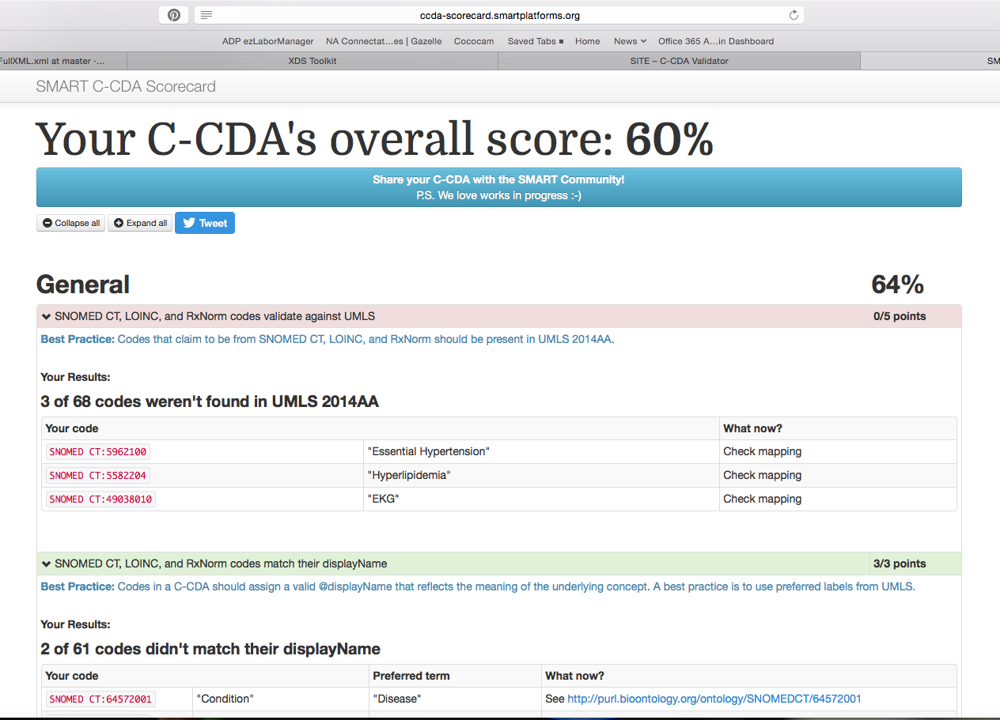 ccda-scorecard.smartplatforms.org
ADP ezLaborManager NA Connectat...es | Gazelle Cococam Saved Tabs Home News Office 365 A...in Dashboard
FullXML.xml at master ·... XDS Toolkit SITE – C-CDA Validator SM
SMART C-CDA Scorecard
Your C-CDA's overall score: 60%
Share your C-CDA with the SMART Community!
P.S. We love works in progress :-)
Collapse all Expand all Tweet
General 64%
SNOMED CT, LOINC, and RxNorm codes validate against UMLS 0/5 points
Best Practice: Codes that claim to be from SNOMED CT, LOINC, and RxNorm should be present in UMLS 2014AA.
Your Results:
3 of 68 codes weren't found in UMLS 2014AA
Your code What now?
SNOMED CT:5962100 "Essential Hypertension" Check mapping
SNOMED CT:5582204 "Hyperlipidemia" Check mapping
SNOMED CT:49038010 "EKG" Check mapping
SNOMED CT, LOINC, and RxNorm codes match their displayName 3/3 points
Best Practice: Codes in a C-CDA should assign a valid @displayName that reflects the meaning of the underlying concept. A best practice is to use preferred labels from UMLS.
Your Results:
2 of 61 codes didn't match their displayName
Your code Preferred term What now?
SNOMED CT:64572001 "Condition" "Disease" See http://purl.bioontology.org/ontology/SNOMEDCT/64572001